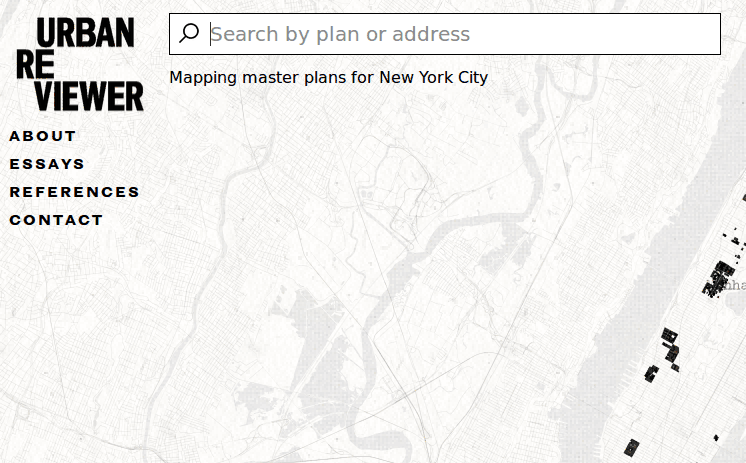 URBAN
RE
VIEWER
Search by plan or address
Mapping master plans for New York City
ABOUT
ESSAYS
REFERENCES
CONTACT